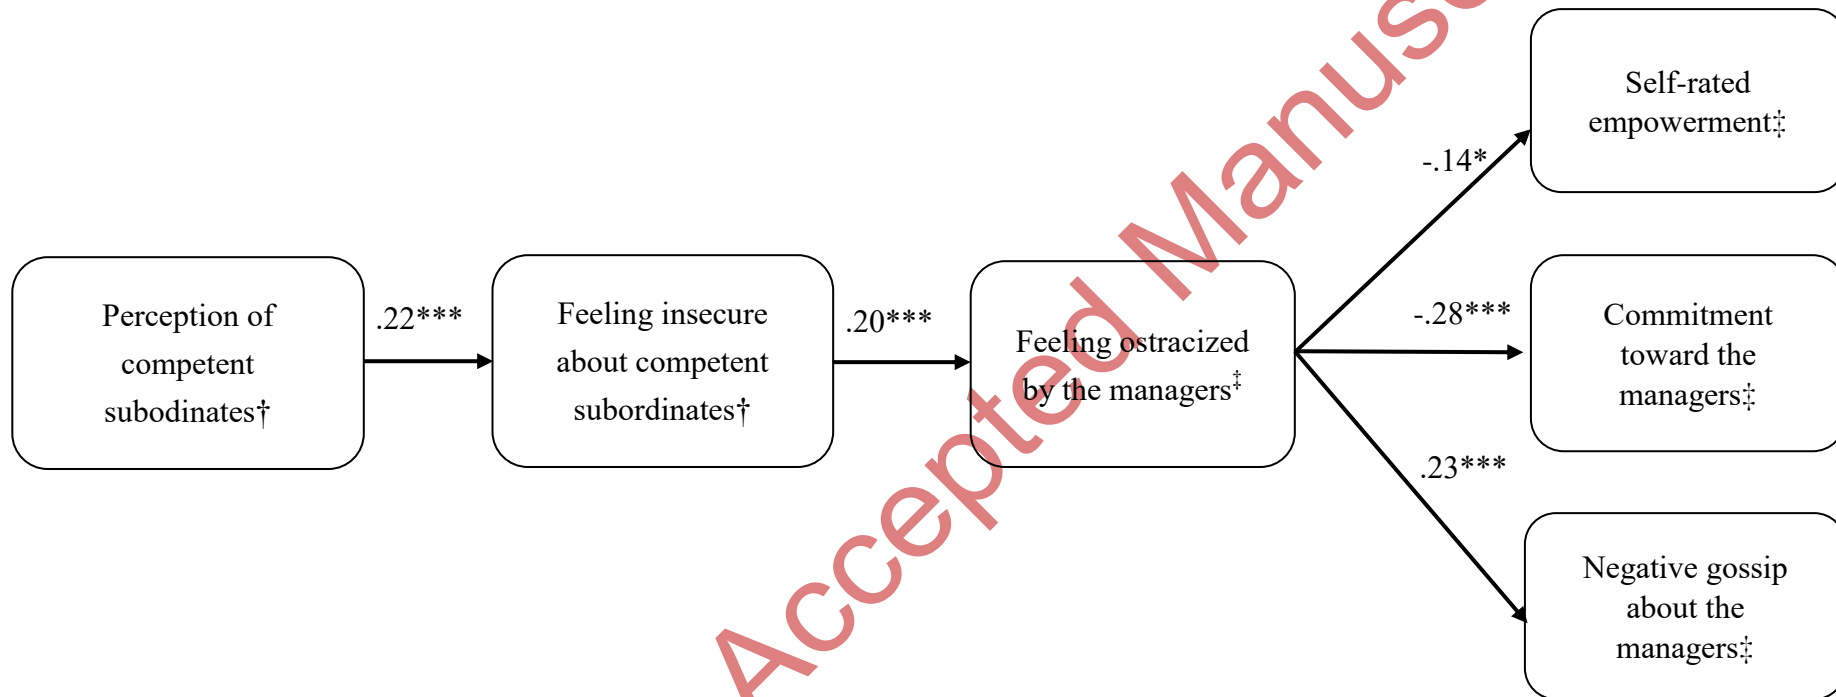 Perception of
competent
subodinates†
.22***
Feeling insecure
about competent
subordinates†
.20***
Feeling ostracized
by the managers‡
-.14*
-.28***
.23***
Self-rated
empowerment‡
Commitment
toward the
managers‡
Negative gossip
about the
managers‡
Accepted Manus